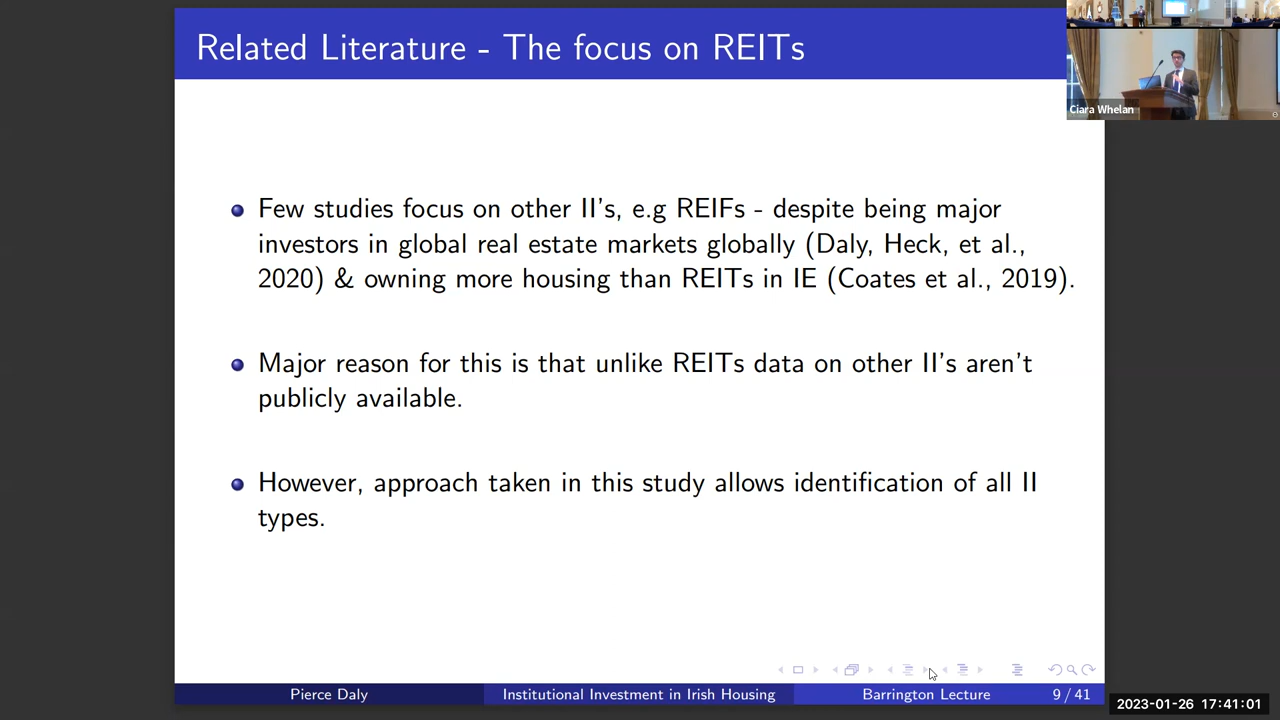 Related Literature - The focus on REITs
Ciara Whelan
Few studies focus on other II's, e.g REIFs - despite being major
investors in global real estate markets globally (Daly, Heck, et al.,
2020) & owning more housing than REITs in IE (Coates et al., 2019).
Major reason for this is that unlike REITs data on other II's aren't
publicly available.
However, approach taken in this study allows identification of all II
types.
Pierce Daly
Institutional Investment in Irish Housing
Barrington Lecture
9 / 41
2023-01-26 17:41:01